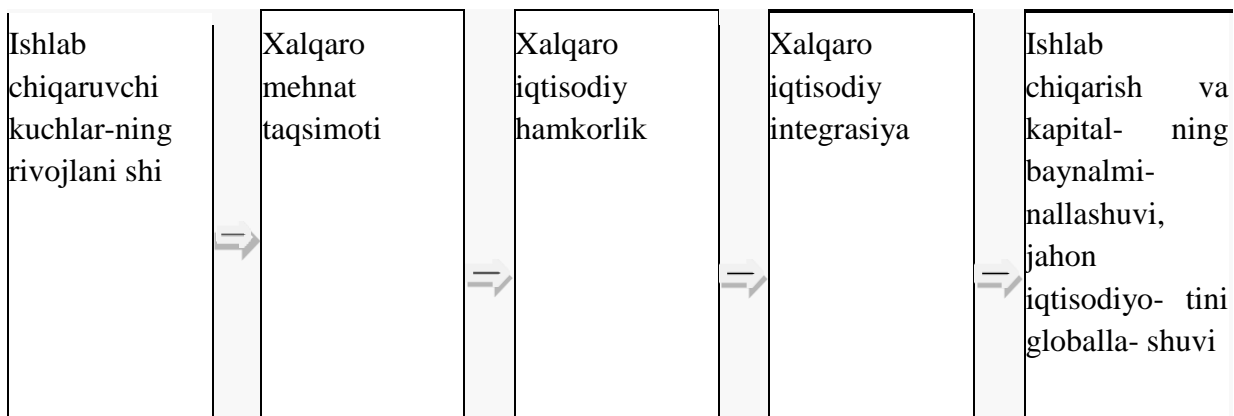 Ishlab
chiqaruvchi
kuchlar-ning
rivojlani shi
Xalqaro
mehnat
taqsimoti
Xalqaro
iqtisodiy
hamkorlik
Xalqaro
iqtisodiy
integrasiya
Ishlab
chiqarish va
kapital- ning
baynalmi-
nallashuvi,
jahon
iqtisodiyo- tini
globalla- shuvi